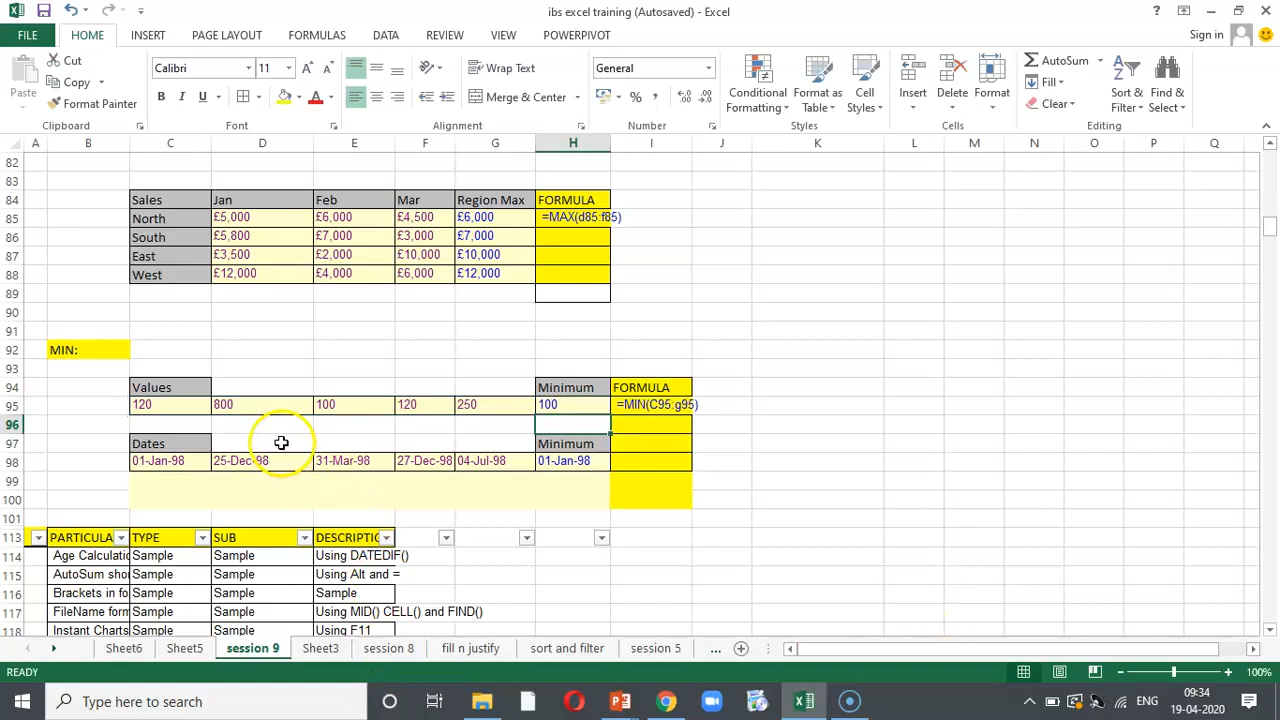 ibs excel training (Autosaved) - Excel
FILE HOME INSERT PAGE LAYOUT FORMULAS DATA REVIEW VIEW POWERPIVOT Sign in
Cut Calibri 11 Wrap Text General AutoSum
Copy Fill
Paste Format Painter B I U Merge & Center % , Conditional Formatting Format as Table Cell Styles Insert Delete Format Clear Sort & Filter Find & Select
Clipboard Font Alignment Number Styles Cells Editing
A B C D E F G H I J K L M N O P Q
82
83
84 Sales Jan Feb Mar Region Max FORMULA
85 North £5,000 £6,000 £4,500 £6,000 =MAX(d85:f85)
86 South £5,800 £7,000 £3,000 £7,000
87 East £3,500 £2,000 £10,000 £10,000
88 West £12,000 £4,000 £6,000 £12,000
89
90
91
92 MIN:
93
94 Values Minimum FORMULA
95 120 800 100 120 250 100 =MIN(C95:g95)
96
97 Dates Minimum
98 01-Jan-98 25-Dec-98 31-Mar-98 27-Dec-98 04-Jul-98 01-Jan-98
99
100
101
113 PARTICULA TYPE SUB DESCRIPTIO
114 Age Calculati Sample Sample Using DATEDIF()
115 AutoSum sho Sample Sample Using Alt and =
116 Brackets in fo Sample Sample Sample
117 FileName form Sample Sample Using MID() CELL() and FIND()
118 Instant Charts Sample Sample Using F11
Sheet6 Sheet5 session 9 Sheet3 session 8 fill n justify sort and filter session 5 ...
READY 100%
Type here to search ENG 09:34
19-04-2020